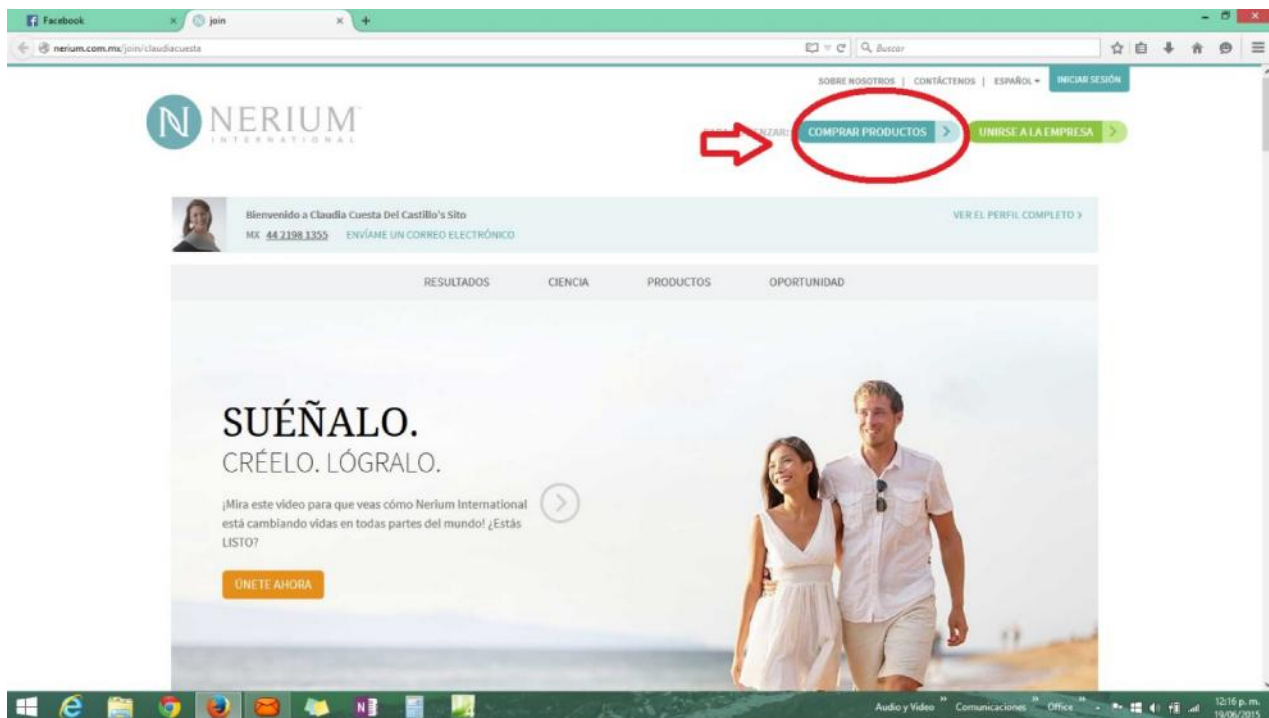 Facebook
join
nerium.com.mx/join/claudiacuesta
Buscar
SOBRE NOSOTROS | CONTÁCTENOS | ESPAÑOL
INICIAR SESIÓN
N NERIUM
INTERNATIONAL
COMPRAR PRODUCTOS
UNIRSE A LA EMPRESA
Bienvenido a Claudia Cuesta Del Castillo's Sito
VER EL PERFIL COMPLETO >
MX 44 2198 1355 ENVÍAME UN CORREO ELECTRÓNICO
RESULTADOS CIENCIA PRODUCTOS OPORTUNIDAD
SUÉÑALO.
CRÉELO. LÓGRALO.
¡Mira este video para que veas cómo Nerium International
está cambiando vidas en todas partes del mundo! ¿Estás
LISTO?
ÚNETE AHORA
Audio y Video Comunicaciones Office
12:16 p. m.
19/06/2015